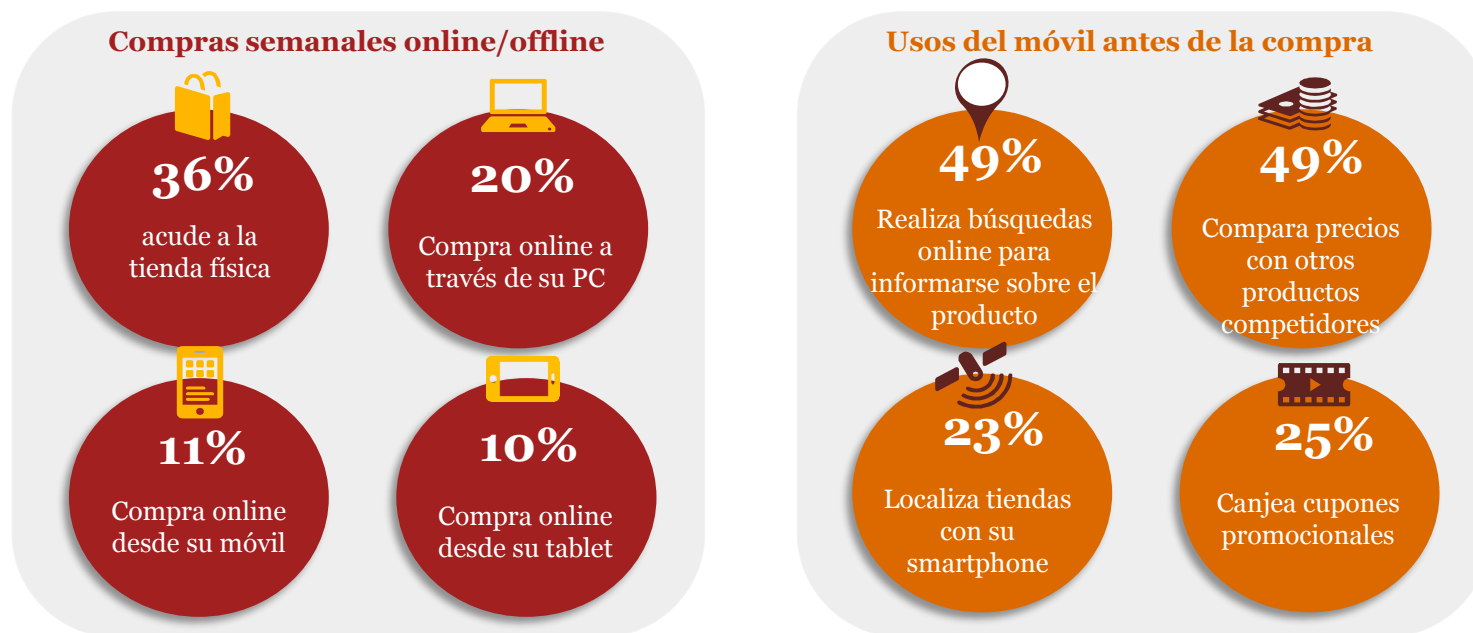 Compras semanales online/offline
36%
acude a la
tienda física
20%
Compra online a
través de su PC
11%
Compra online
desde su móvil
10%
Compra online
desde su tablet
Usos del móvil antes de la compra
49%
Realiza búsquedas
online para
informarse sobre el
producto
49%
Compara precios
con otros
productos
competidores
23%
Localiza tiendas
con su
smartphone
25%
Canjea cupones
promocionales